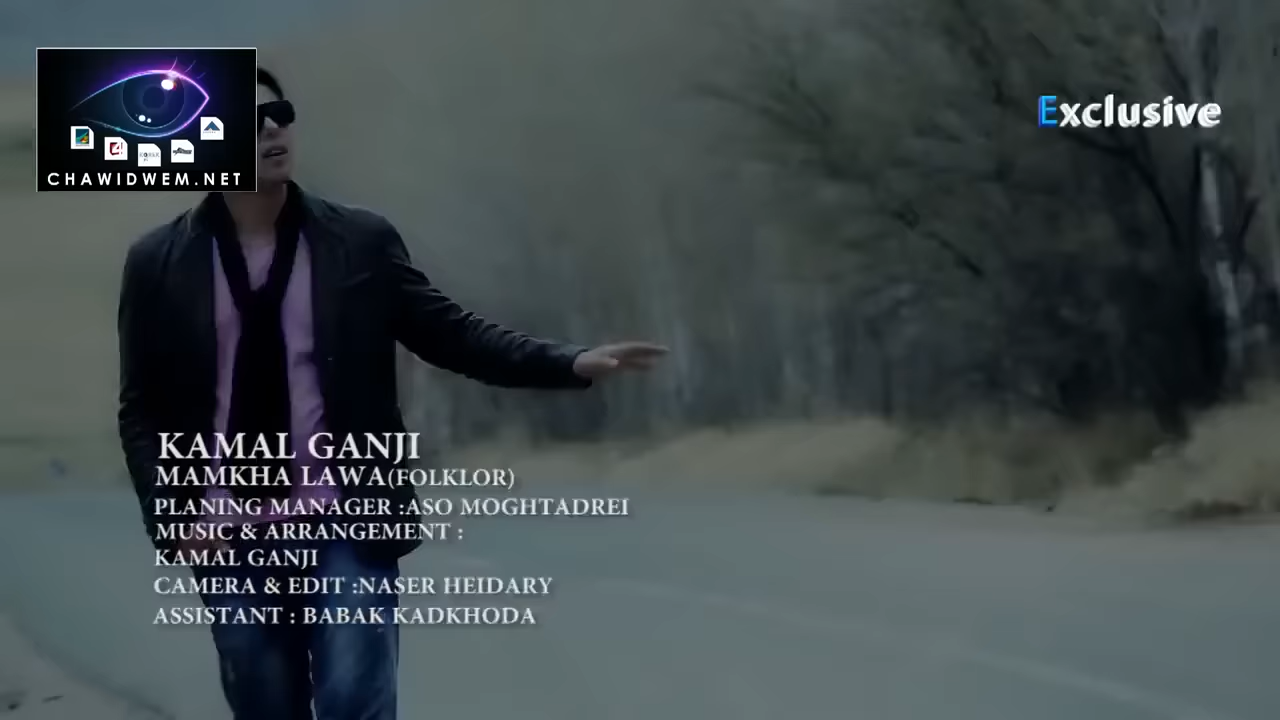 CHAWIDWEM.NET
Exclusive
KAMAL GANJI
MAMKHA LAWA(FOLKLOR)
PLANING MANAGER :ASO MOGHTADREI
MUSIC & ARRANGEMENT :
KAMAL GANJI
CAMERA & EDIT :NASER HEIDARY
ASSISTANT : BABAK KADKHODA